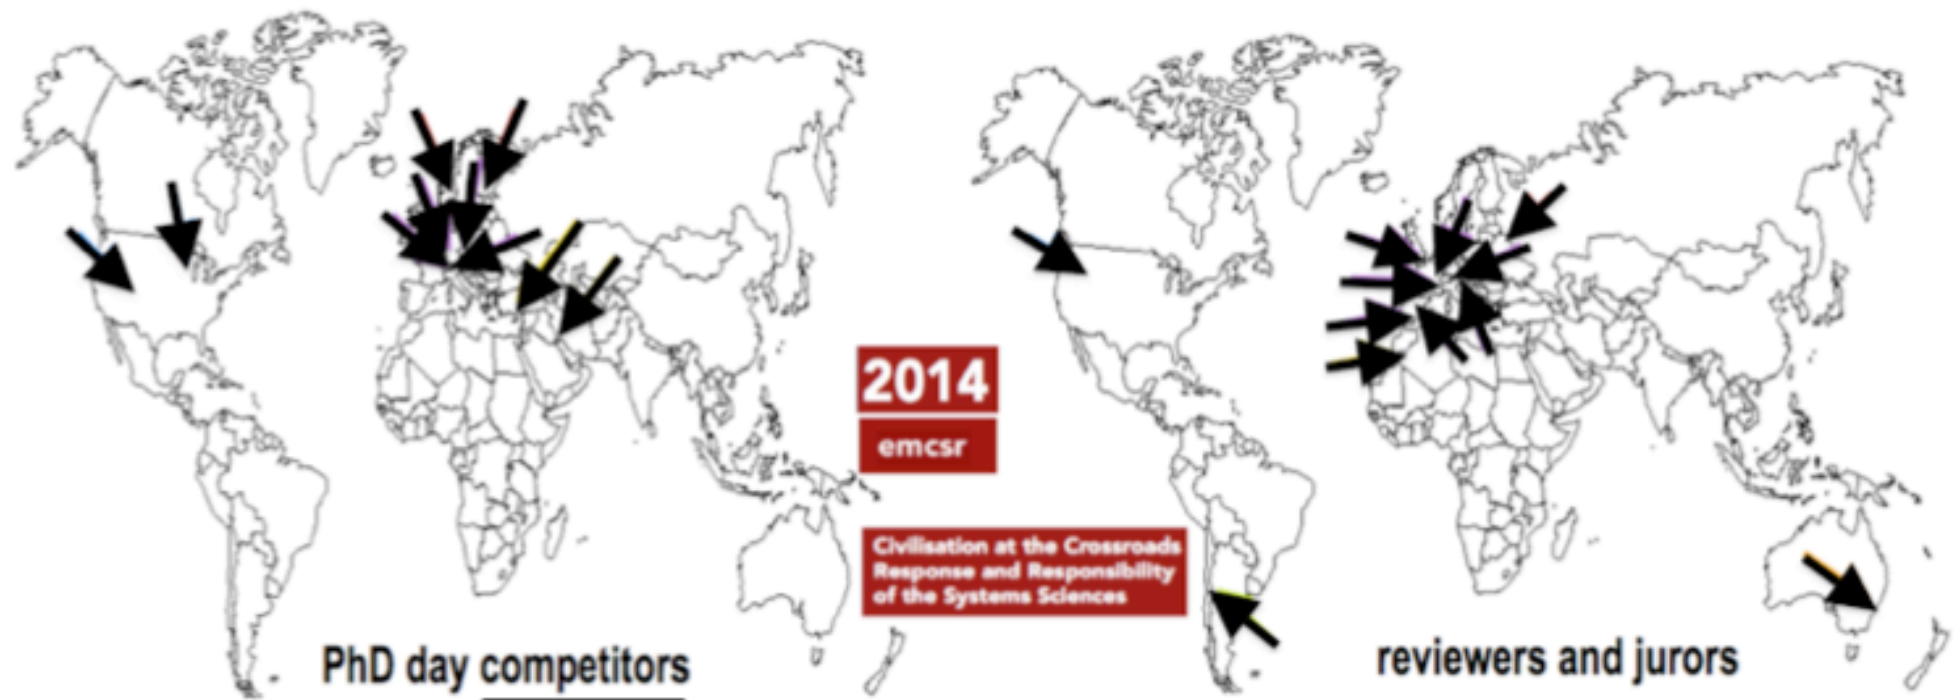 2014
emcsr
Civilisation at the Crossroads
Response and Responsibility
of the Systems Sciences
PhD day competitors
reviewers and jurors